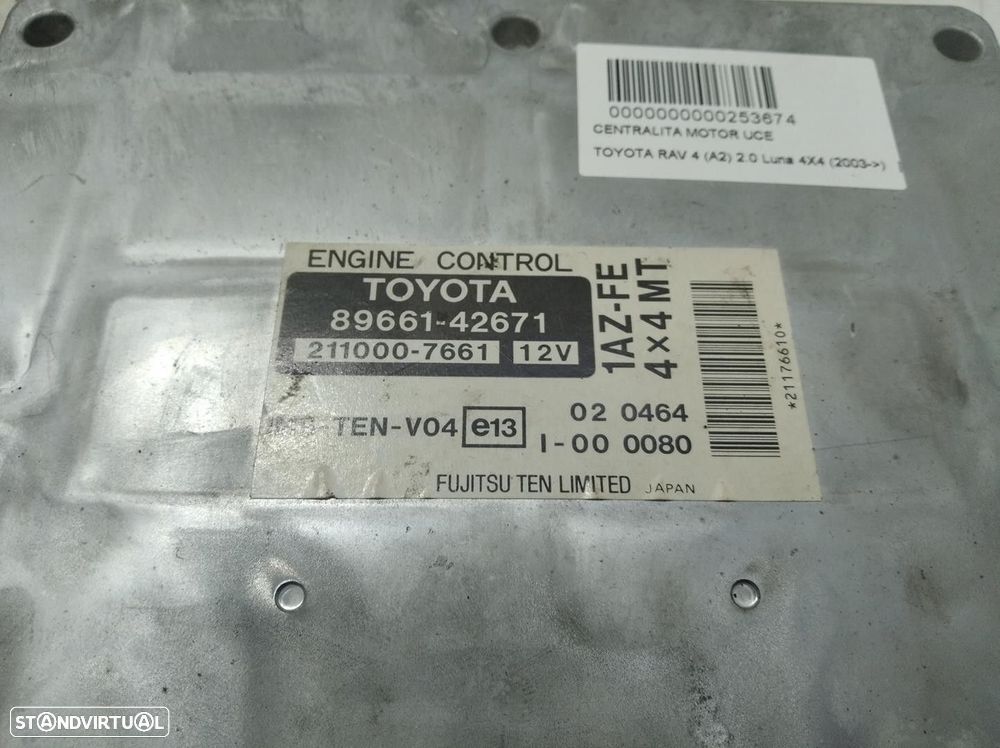 0000000000253674
CENTRALITA MOTOR UCE
TOYOTA RAV 4 (A2) 2.0 Luna 4X4 (2003->)
ENGINE CONTROL
TOYOTA
89661-42671
211000-7661 12V
1AZ-FE
4×4 MT
*21176610*
-TEN-V04 e13
02 0464
I-00 0080
FUJITSU TEN LIMITED JAPAN
STANDVIRTUAL